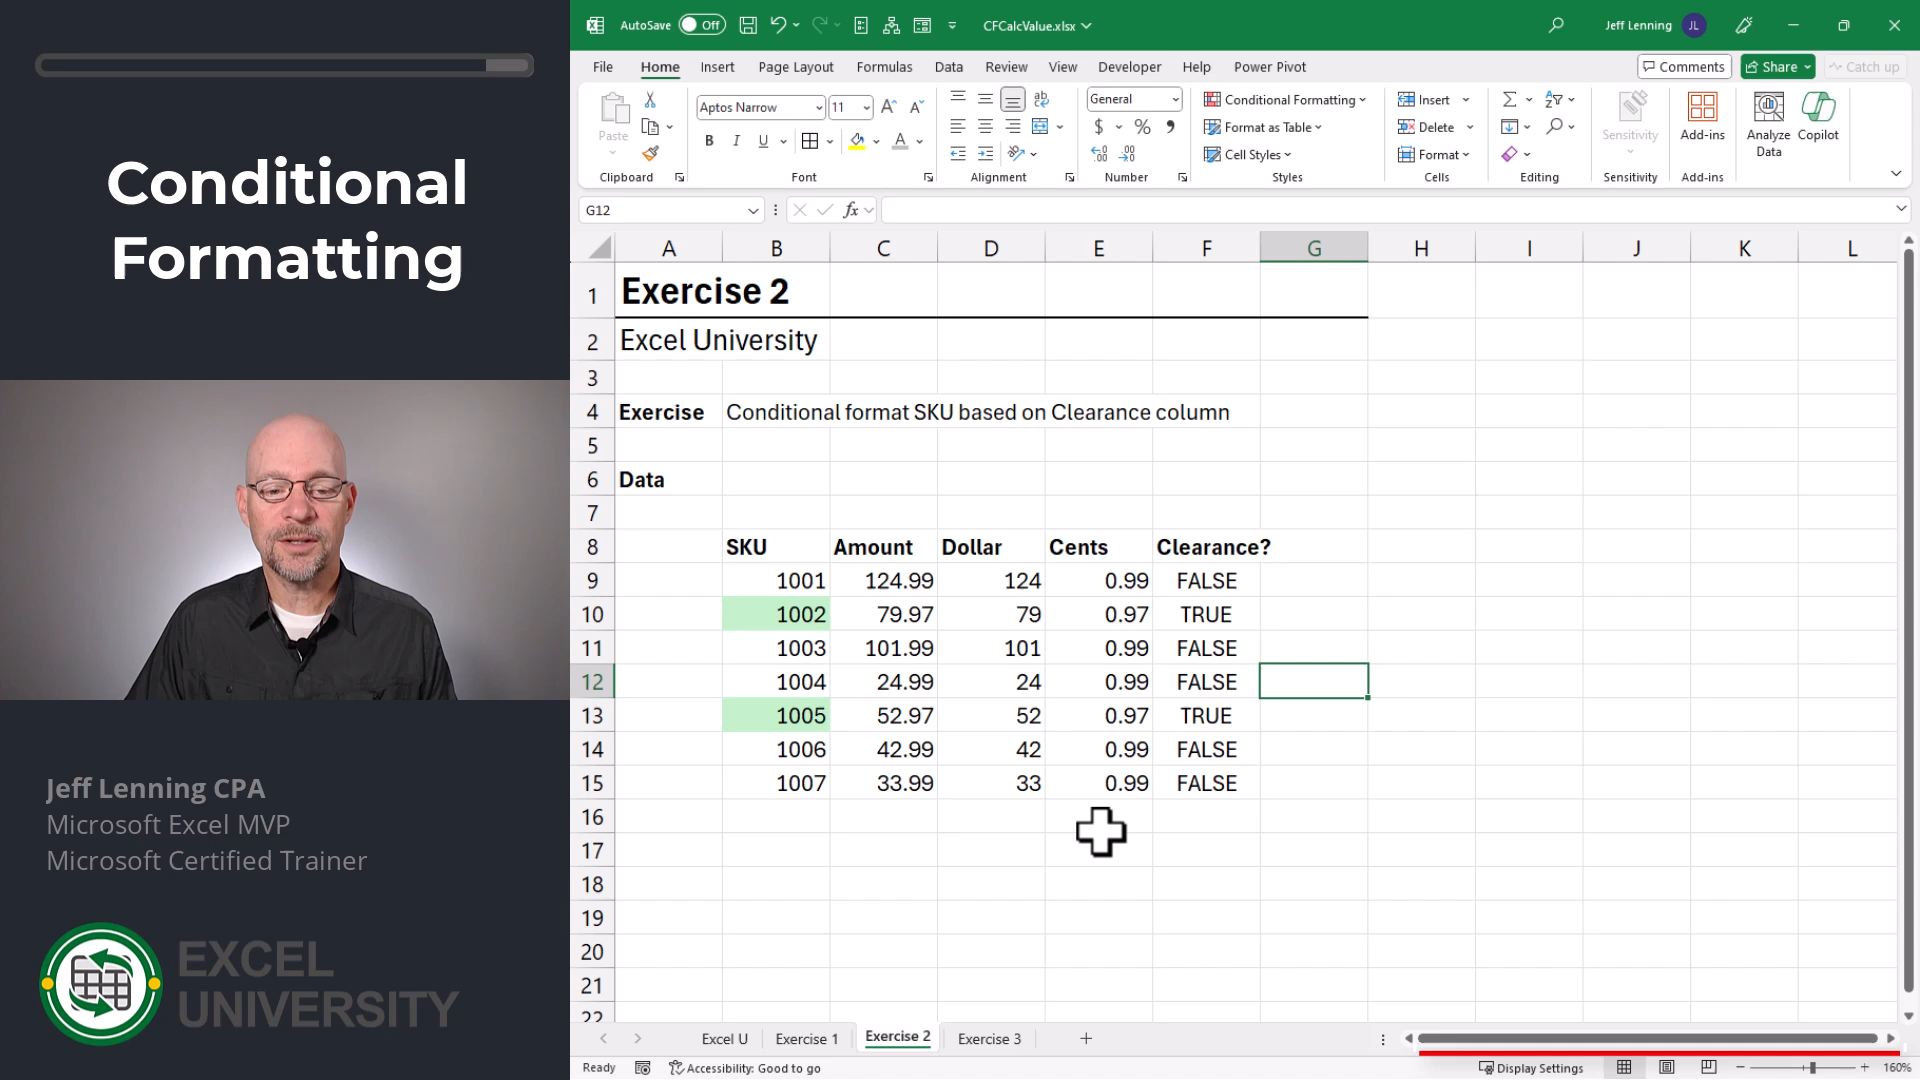 Conditional
Formatting
Jeff Lenning CPA
Microsoft Excel MVP
Microsoft Certified Trainer
EXCEL
UNIVERSITY
AutoSave Off CFCalcValue.xlsx Jeff Lenning JL
File Home Insert Page Layout Formulas Data Review View Developer Help Power Pivot Comments Share Catch up
Paste Aptos Narrow 11 General Conditional Formatting Insert Sensitivity Add-ins Analyze Data Copilot
B I U Format as Table Delete
Cell Styles Format
Clipboard Font Alignment Number Styles Cells Editing Sensitivity Add-ins
G12 fx
A B C D E F G H I J K L
1 Exercise 2
2 Excel University
3
4 Exercise Conditional format SKU based on Clearance column
5
6 Data
7
8 SKU Amount Dollar Cents Clearance?
9 1001 124.99 124 0.99 FALSE
10 1002 79.97 79 0.97 TRUE
11 1003 101.99 101 0.99 FALSE
12 1004 24.99 24 0.99 FALSE
13 1005 52.97 52 0.97 TRUE
14 1006 42.99 42 0.99 FALSE
15 1007 33.99 33 0.99 FALSE
16
17
18
19
20
21
22
Excel U Exercise 1 Exercise 2 Exercise 3
Ready Accessibility: Good to go Display Settings 160%